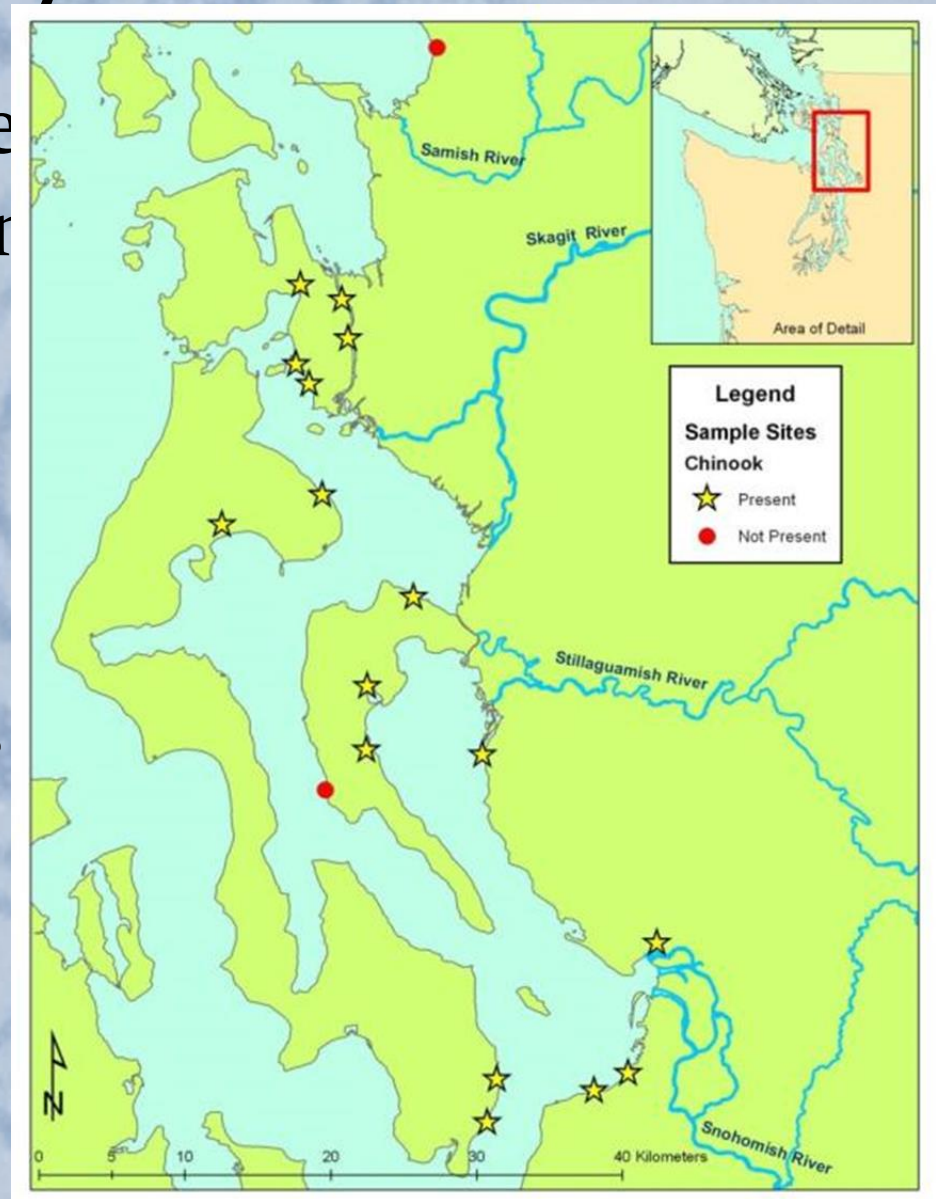 Samish River
Skagit River
Area of Detail
Legend
Sample Sites
Chinook
Present
Not Present
Stillaguamish River
Snohomish River
N
0 5 10 20 30 40 Kilometers